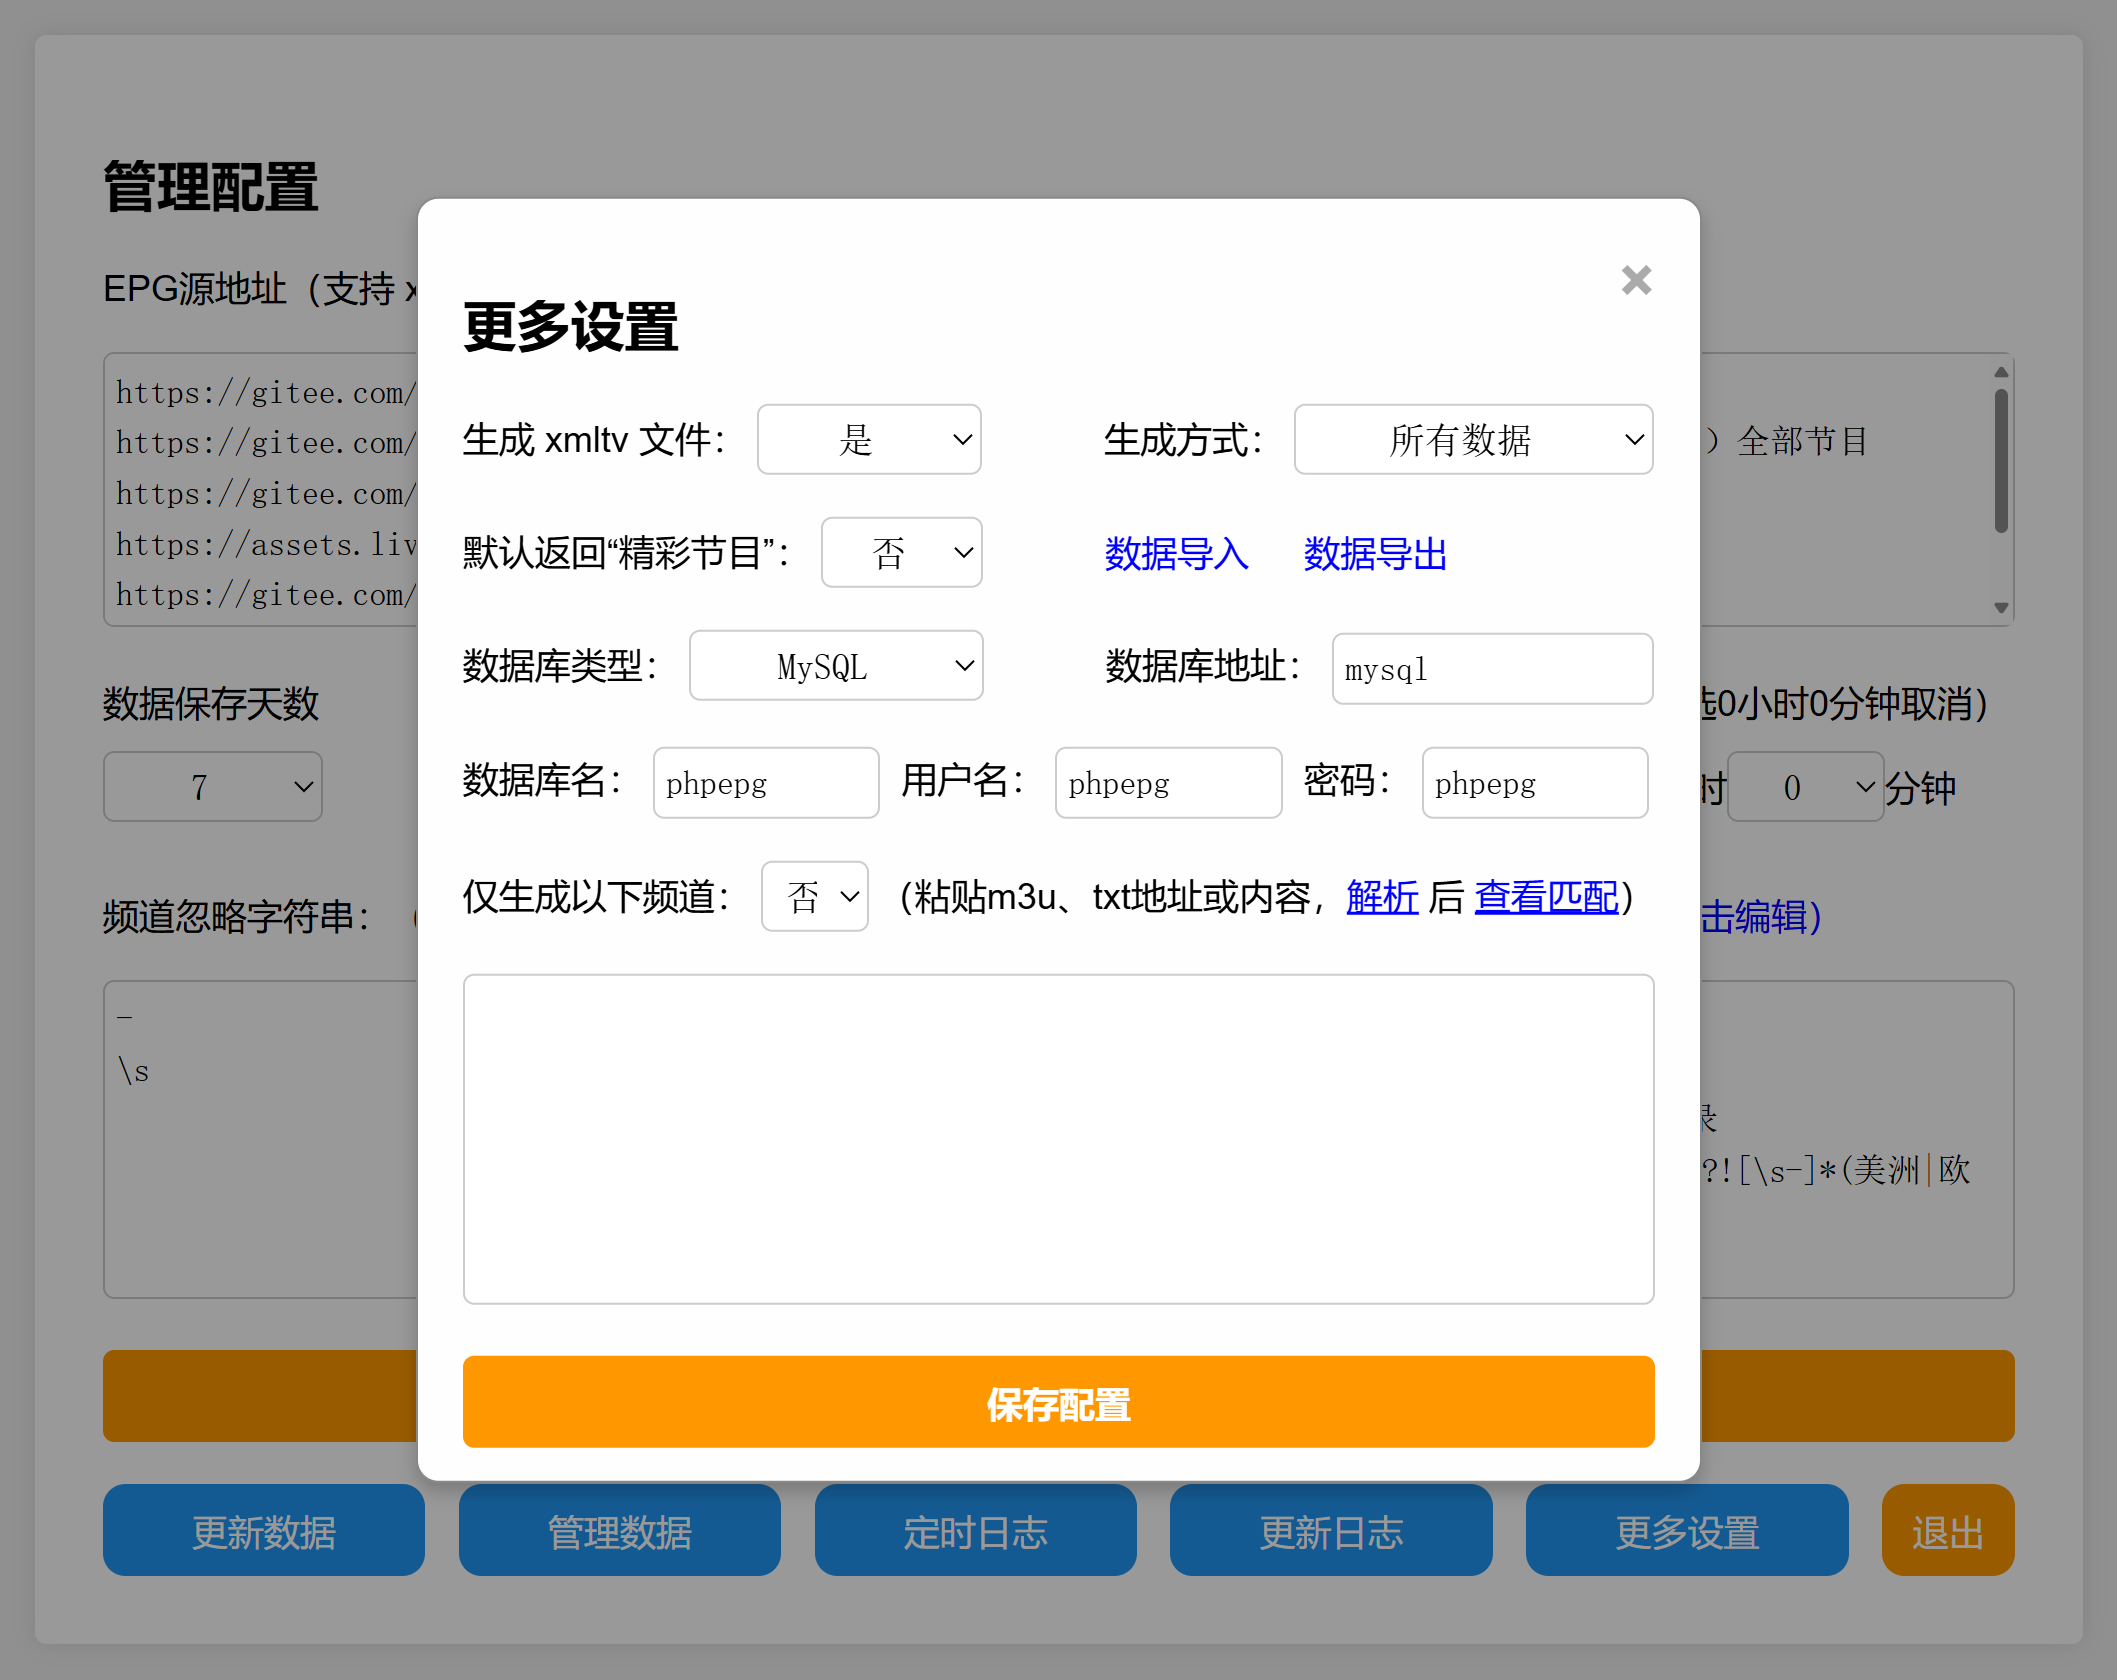 管理配置
EPG源地址（支持 x
https://gitee.com/
https://gitee.com/
）全部节目
https://gitee.com/
https://assets.liv
https://gitee.com/
数据保存天数
选0小时0分钟取消）
7
时 0 分钟
频道忽略字符串：（
击编辑）
-
\s
录
?![\s-]*(美洲|欧
更多设置
×
生成 xmltv 文件： 是
生成方式： 所有数据
默认返回“精彩节目”： 否
数据导入 数据导出
数据库类型： MySQL
数据库地址： mysql
数据库名： phpepg 用户名： phpepg 密码： phpepg
仅生成以下频道： 否 （粘贴m3u、txt地址或内容，解析 后 查看匹配）
保存配置
更新数据
管理数据
定时日志
更新日志
更多设置
退出